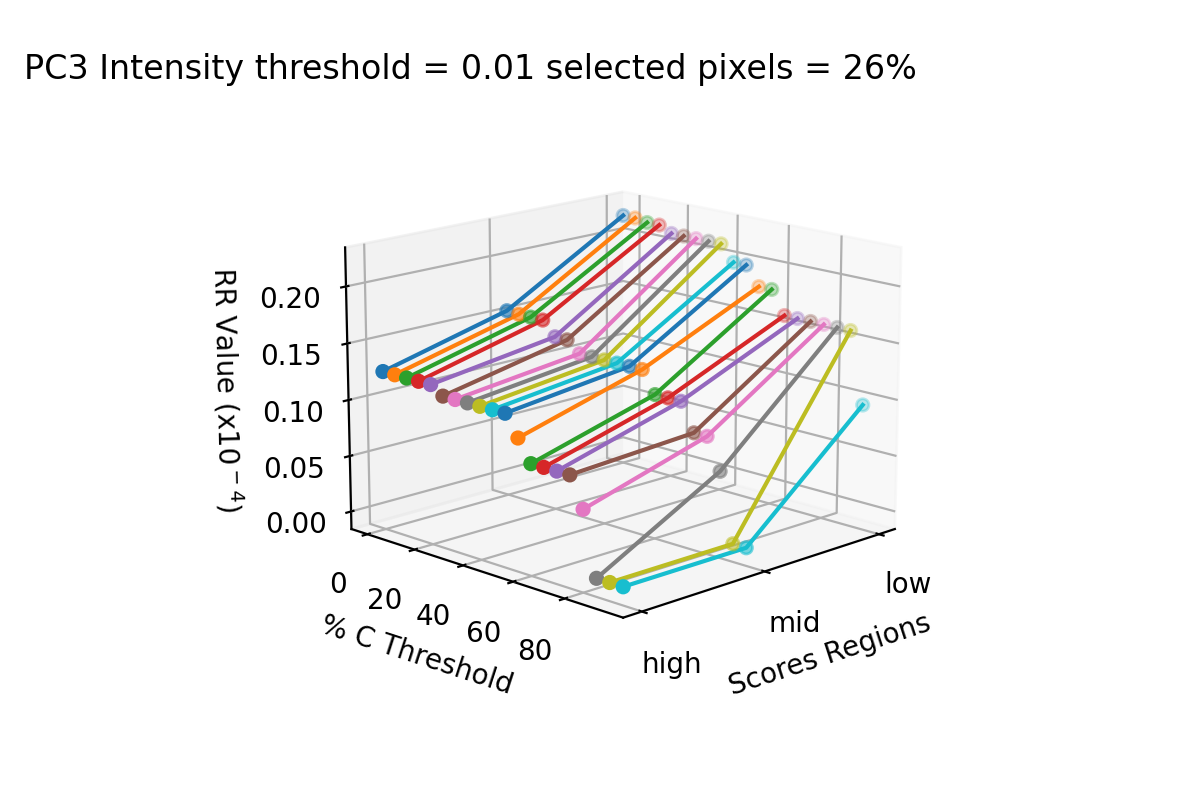 PC3 Intensity threshold = 0.01 selected pixels = 26%
RR Value (x10⁻⁴)
0.20
0.15
0.10
0.05
0.00
0
20
40
60
80
% C Threshold
high
mid
low
Scores Regions